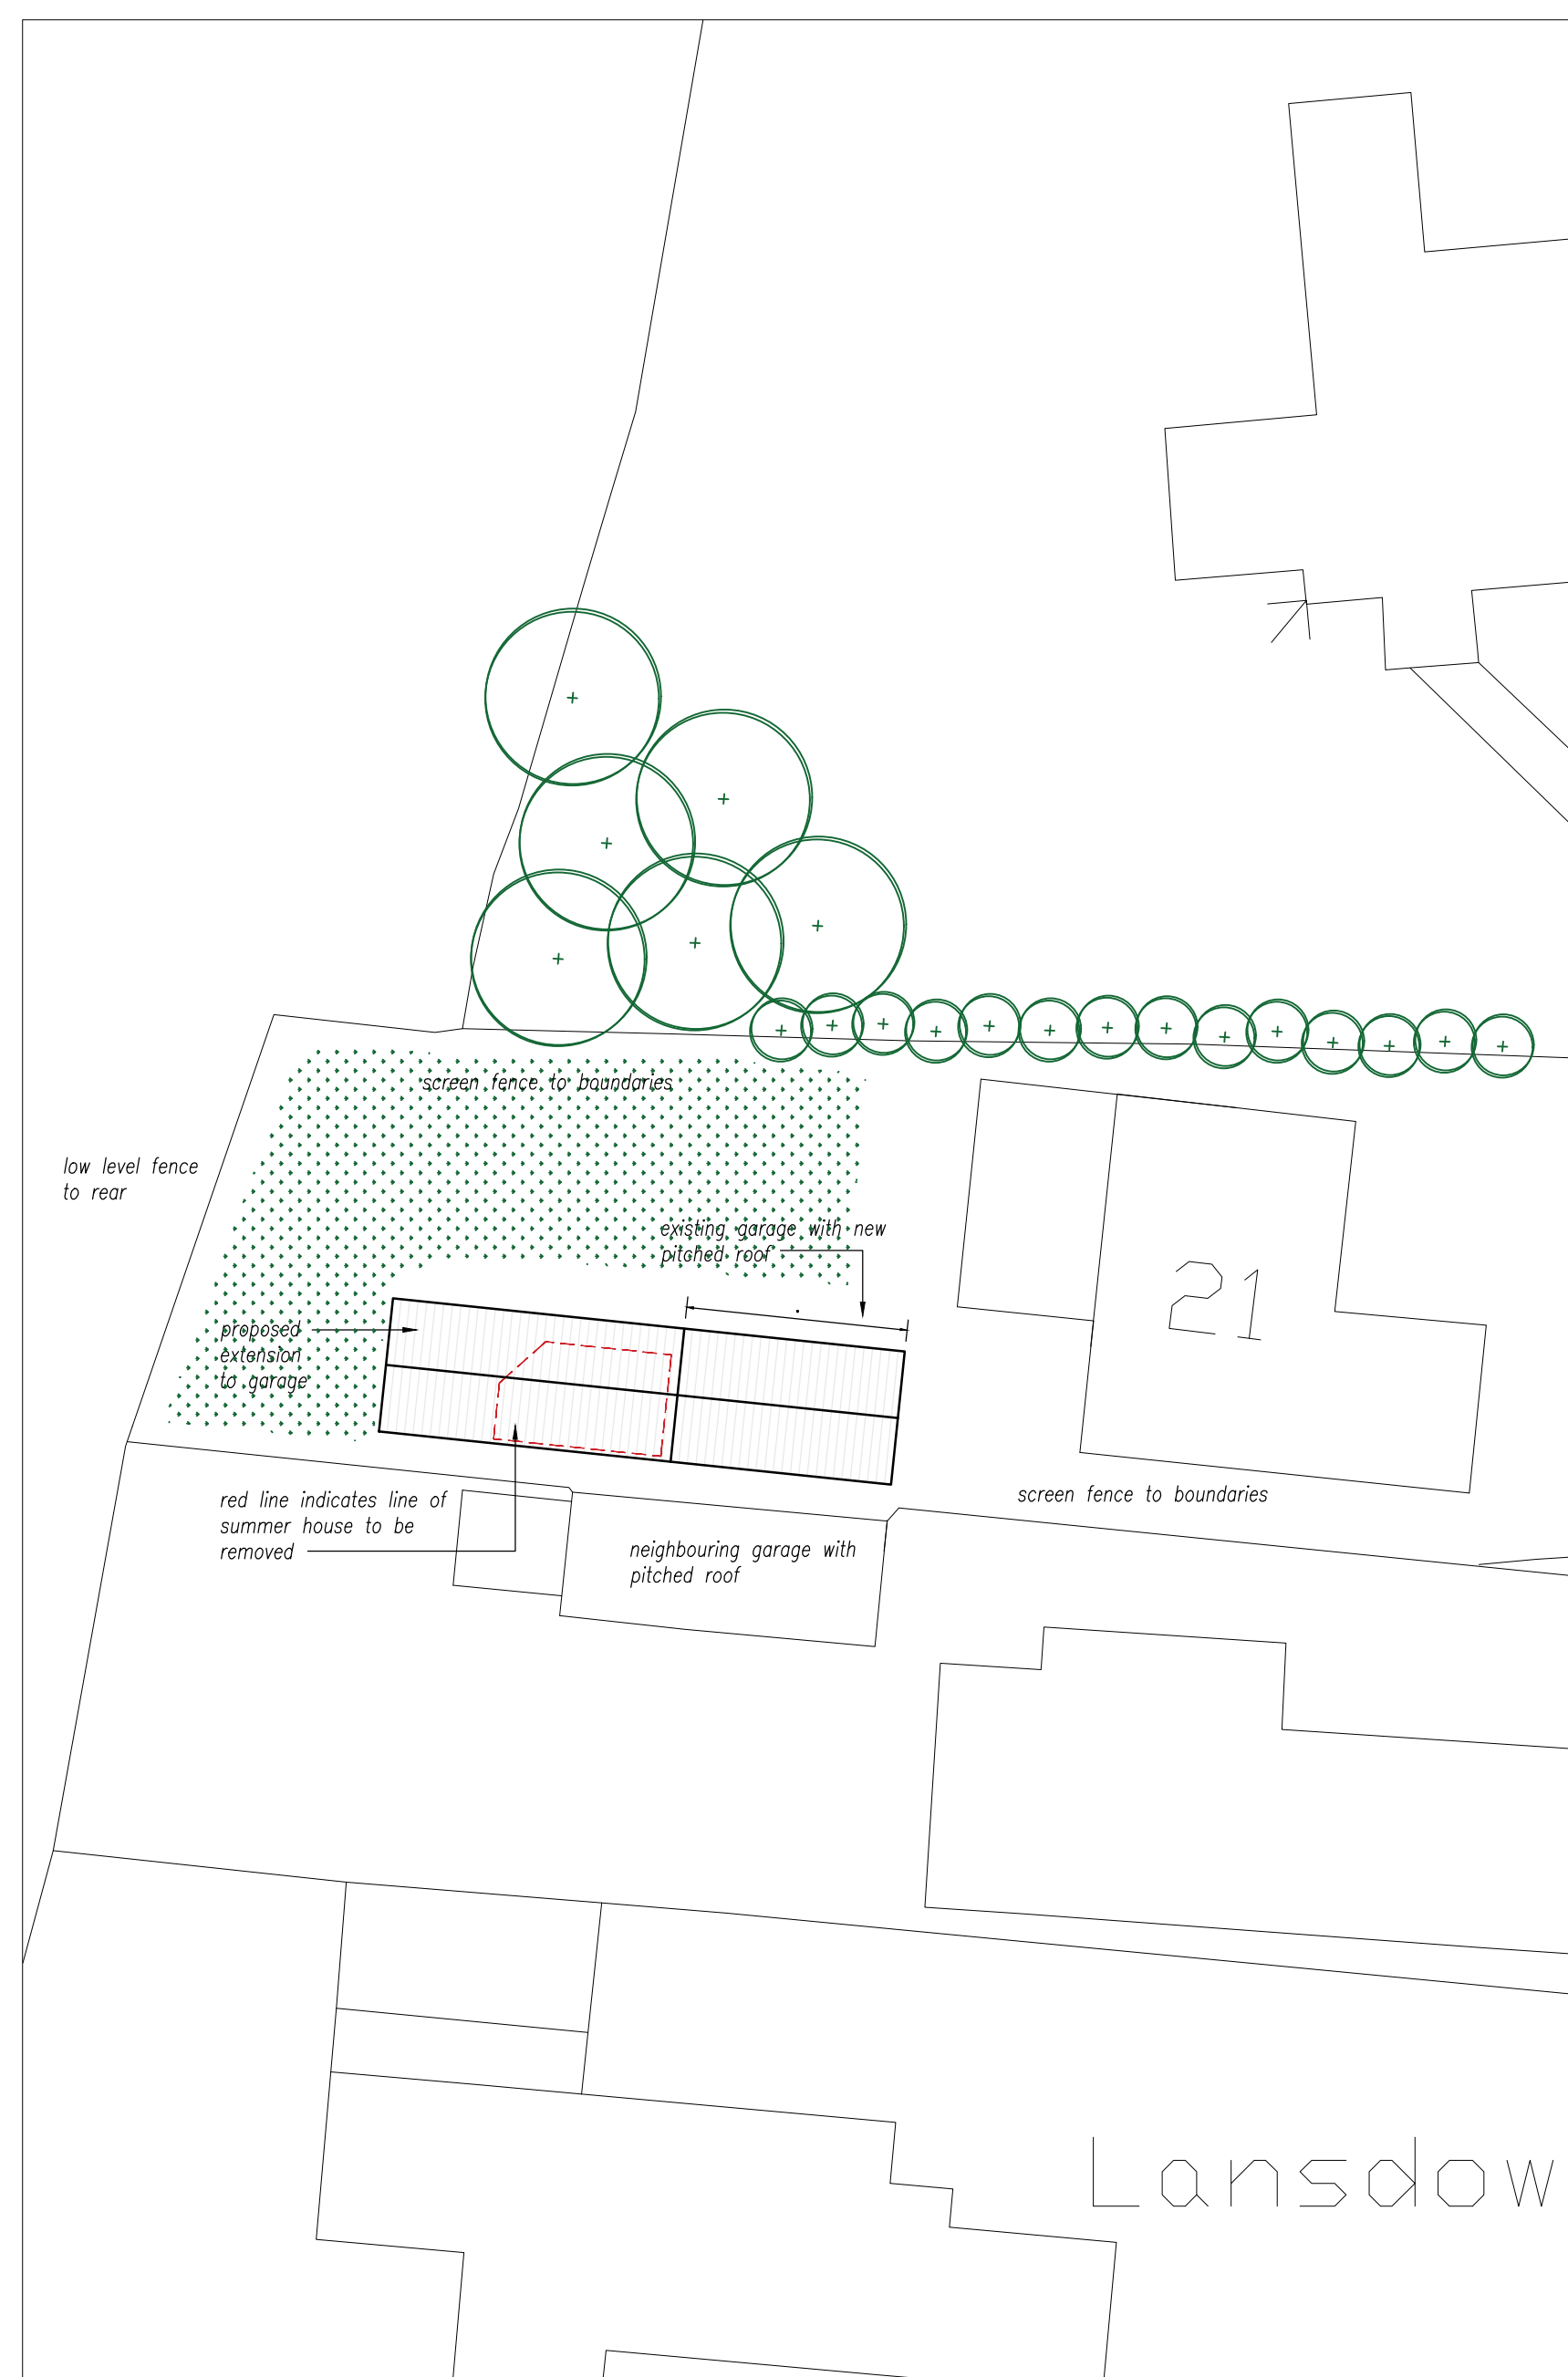 screen fence to boundaries
low level fence
to rear
existing garage with new
pitched roof
21
proposed
extension
to garage
red line indicates line of
summer house to be
removed
screen fence to boundaries
neighbouring garage with
pitched roof
Lansdow